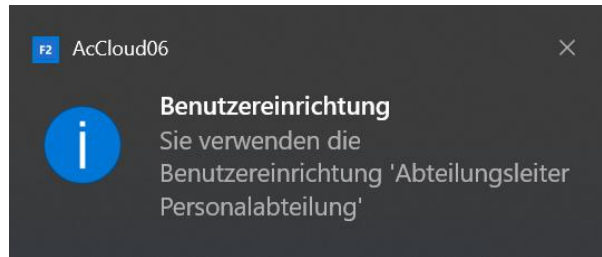 F2 AcCloud06
i
Benutzereinrichtung
Sie verwenden die
Benutzereinrichtung 'Abteilungsleiter
Personalabteilung'